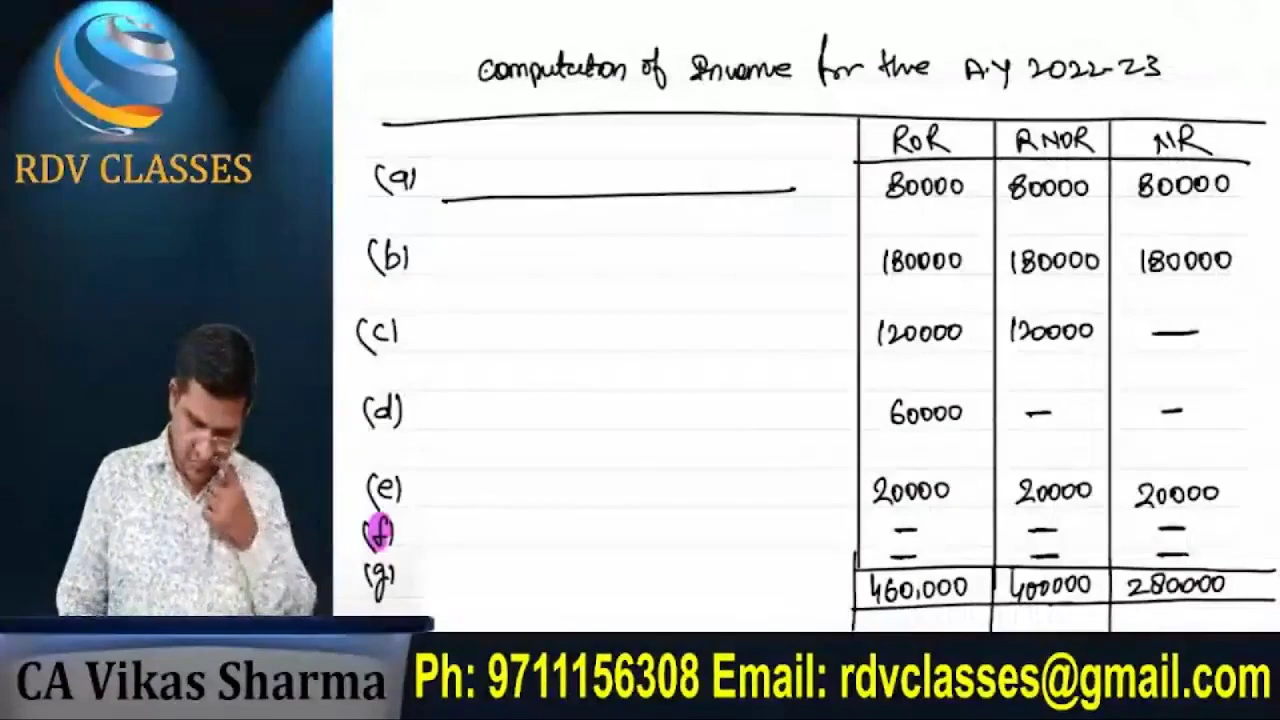 Computation of Income for the A.Y 2022-23
RDV CLASSES
ROR RNOR NR
(a) 80000 80000 80000
(b) 180000 180000 180000
(c) 120000 120000 —
(d) 60000 - -
(e) 20000 20000 20000
(f) - - -
(g) - - -
460,000 400000 280000
CA Vikas Sharma
Ph: 9711156308 Email: rdvclasses@gmail.com